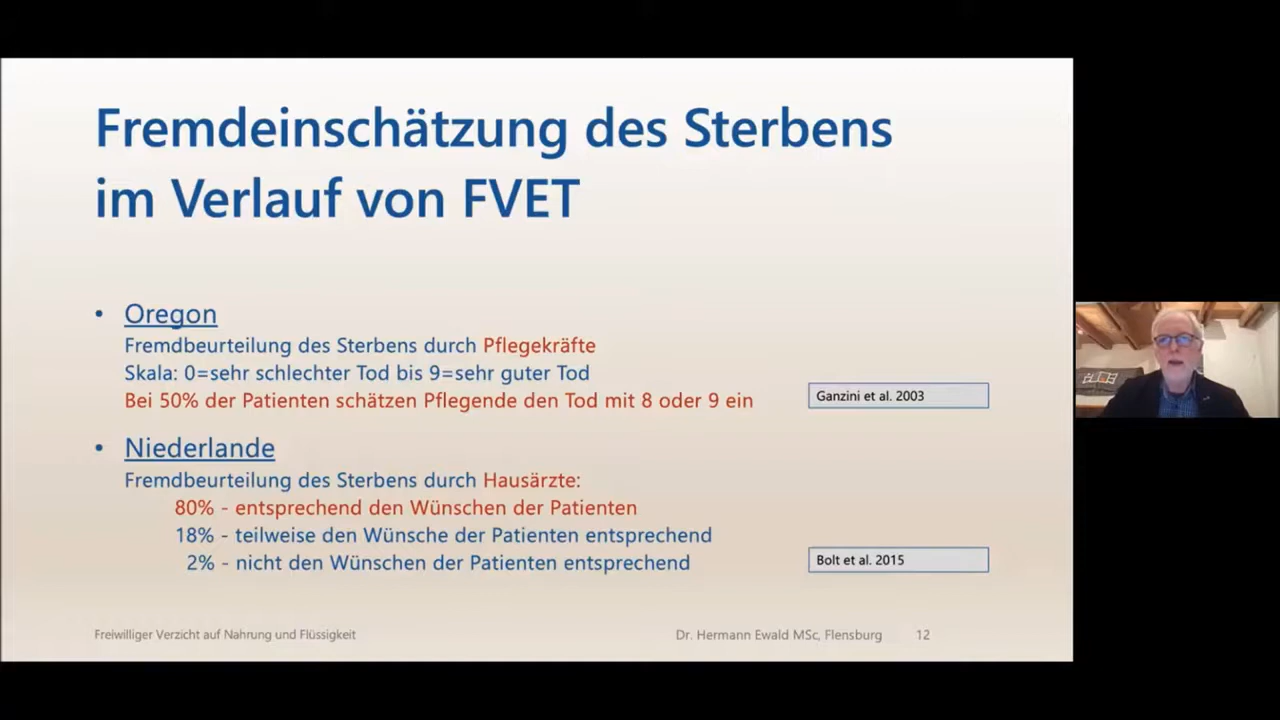 Fremdeinschätzung des Sterbens
im Verlauf von FVET
• Oregon
Fremdbeurteilung des Sterbens durch Pflegekräfte
Skala: 0=sehr schlechter Tod bis 9=sehr guter Tod
Bei 50% der Patienten schätzen Pflegende den Tod mit 8 oder 9 ein
Ganzini et al. 2003
• Niederlande
Fremdbeurteilung des Sterbens durch Hausärzte:
80% - entsprechend den Wünschen der Patienten
18% - teilweise den Wünsche der Patienten entsprechend
2% - nicht den Wünschen der Patienten entsprechend
Bolt et al. 2015
Freiwilliger Verzicht auf Nahrung und Flüssigkeit
Dr. Hermann Ewald MSc, Flensburg
12